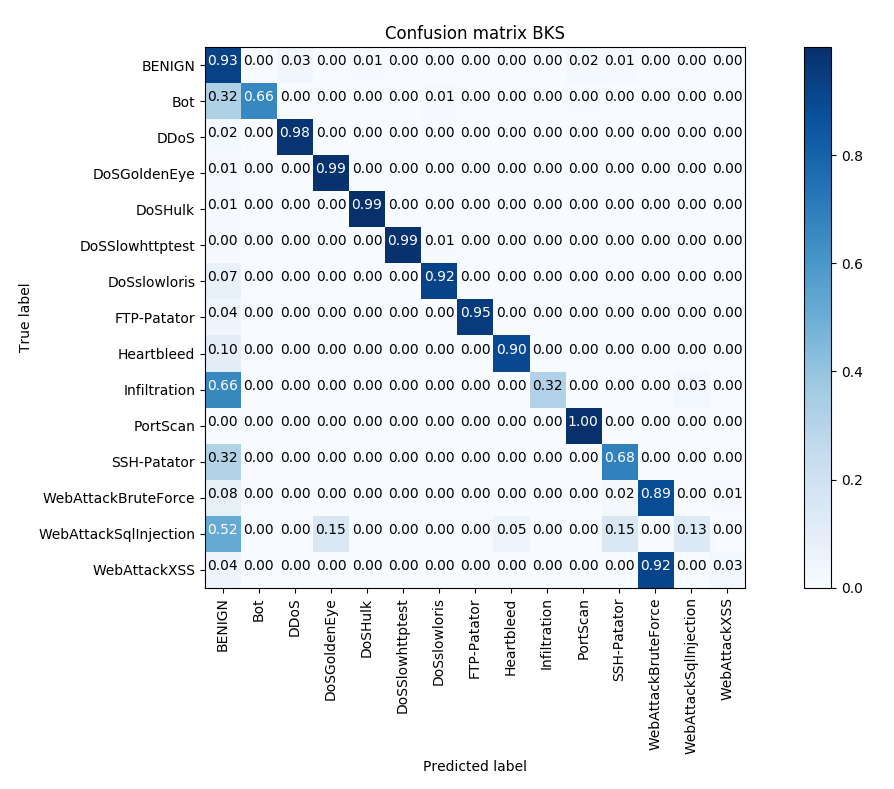 Confusion matrix BKS
BENIGN 0.93 0.00 0.03 0.00 0.01 0.00 0.00 0.00 0.00 0.00 0.02 0.01 0.00 0.00 0.00
Bot 0.32 0.66 0.00 0.00 0.00 0.00 0.01 0.00 0.00 0.00 0.00 0.00 0.00 0.00 0.00
DDoS 0.02 0.00 0.98 0.00 0.00 0.00 0.00 0.00 0.00 0.00 0.00 0.00 0.00 0.00 0.00
DoSGoldenEye 0.01 0.00 0.00 0.99 0.00 0.00 0.00 0.00 0.00 0.00 0.00 0.00 0.00 0.00 0.00
DoSHulk 0.01 0.00 0.00 0.00 0.99 0.00 0.00 0.00 0.00 0.00 0.00 0.00 0.00 0.00 0.00
DoSSlowhttptest 0.00 0.00 0.00 0.00 0.00 0.99 0.01 0.00 0.00 0.00 0.00 0.00 0.00 0.00 0.00
DoSslowloris 0.07 0.00 0.00 0.00 0.00 0.00 0.92 0.00 0.00 0.00 0.00 0.00 0.00 0.00 0.00
FTP-Patator 0.04 0.00 0.00 0.00 0.00 0.00 0.00 0.95 0.00 0.00 0.00 0.00 0.00 0.00 0.00
Heartbleed 0.10 0.00 0.00 0.00 0.00 0.00 0.00 0.00 0.90 0.00 0.00 0.00 0.00 0.00 0.00
Infiltration 0.66 0.00 0.00 0.00 0.00 0.00 0.00 0.00 0.00 0.32 0.00 0.00 0.00 0.03 0.00
PortScan 0.00 0.00 0.00 0.00 0.00 0.00 0.00 0.00 0.00 0.00 1.00 0.00 0.00 0.00 0.00
SSH-Patator 0.32 0.00 0.00 0.00 0.00 0.00 0.00 0.00 0.00 0.00 0.00 0.68 0.00 0.00 0.00
WebAttackBruteForce 0.08 0.00 0.00 0.00 0.00 0.00 0.00 0.00 0.00 0.00 0.00 0.02 0.89 0.00 0.01
WebAttackSqlInjection 0.52 0.00 0.00 0.15 0.00 0.00 0.00 0.00 0.05 0.00 0.00 0.15 0.00 0.13 0.00
WebAttackXSS 0.04 0.00 0.00 0.00 0.00 0.00 0.00 0.00 0.00 0.00 0.00 0.00 0.92 0.00 0.03
True label
BENIGN
Bot
DDoS
DoSGoldenEye
DoSHulk
DoSSlowhttptest
DoSslowloris
FTP-Patator
Heartbleed
Infiltration
PortScan
SSH-Patator
WebAttackBruteForce
WebAttackSqlInjection
WebAttackXSS
Predicted label
0.8
0.6
0.4
0.2
0.0